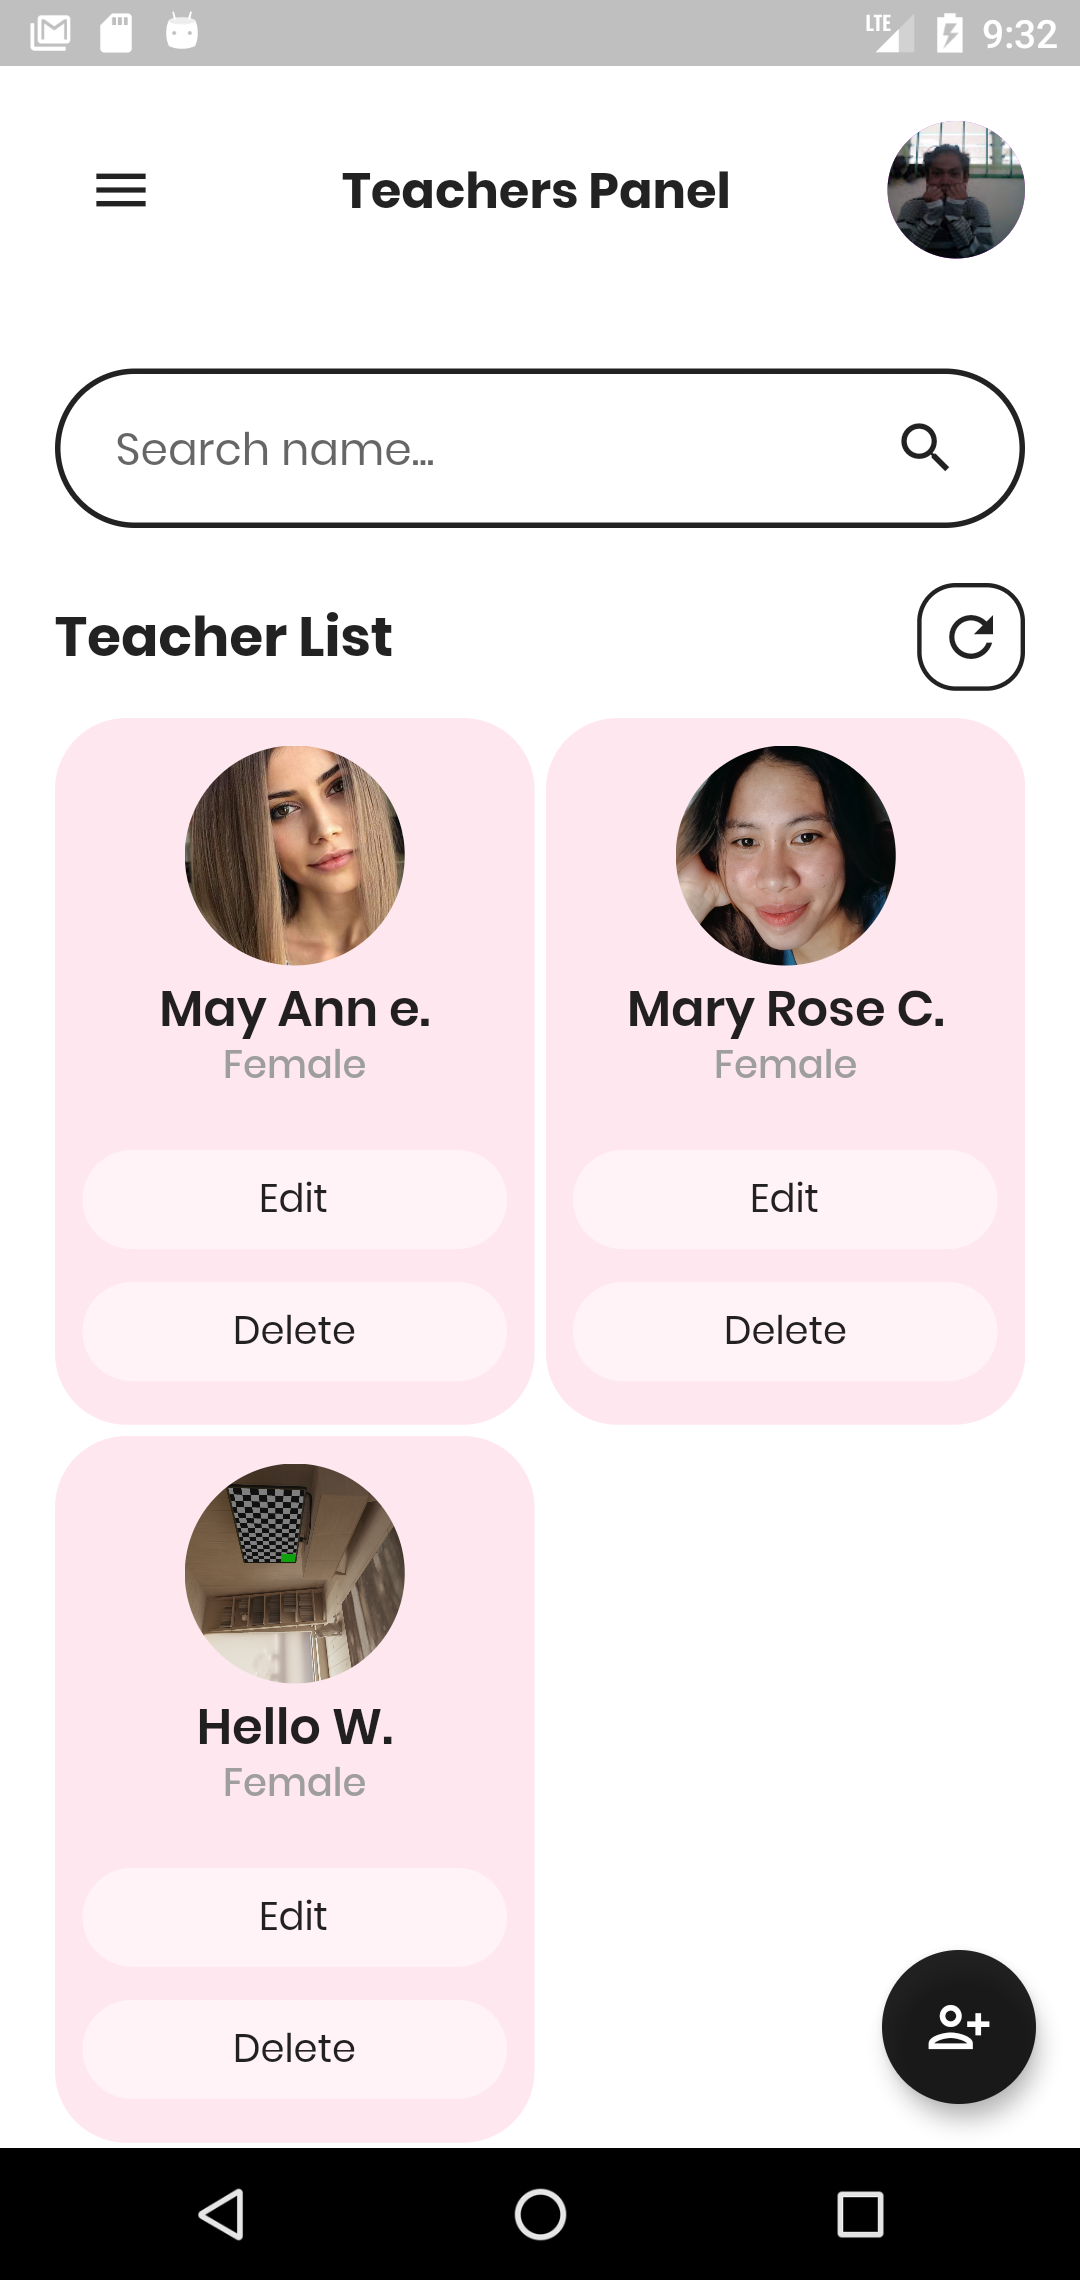 LTE 9:32
Teachers Panel
Search name...
Teacher List
May Ann e.
Female
Edit
Delete
Mary Rose C.
Female
Edit
Delete
Hello W.
Female
Edit
Delete